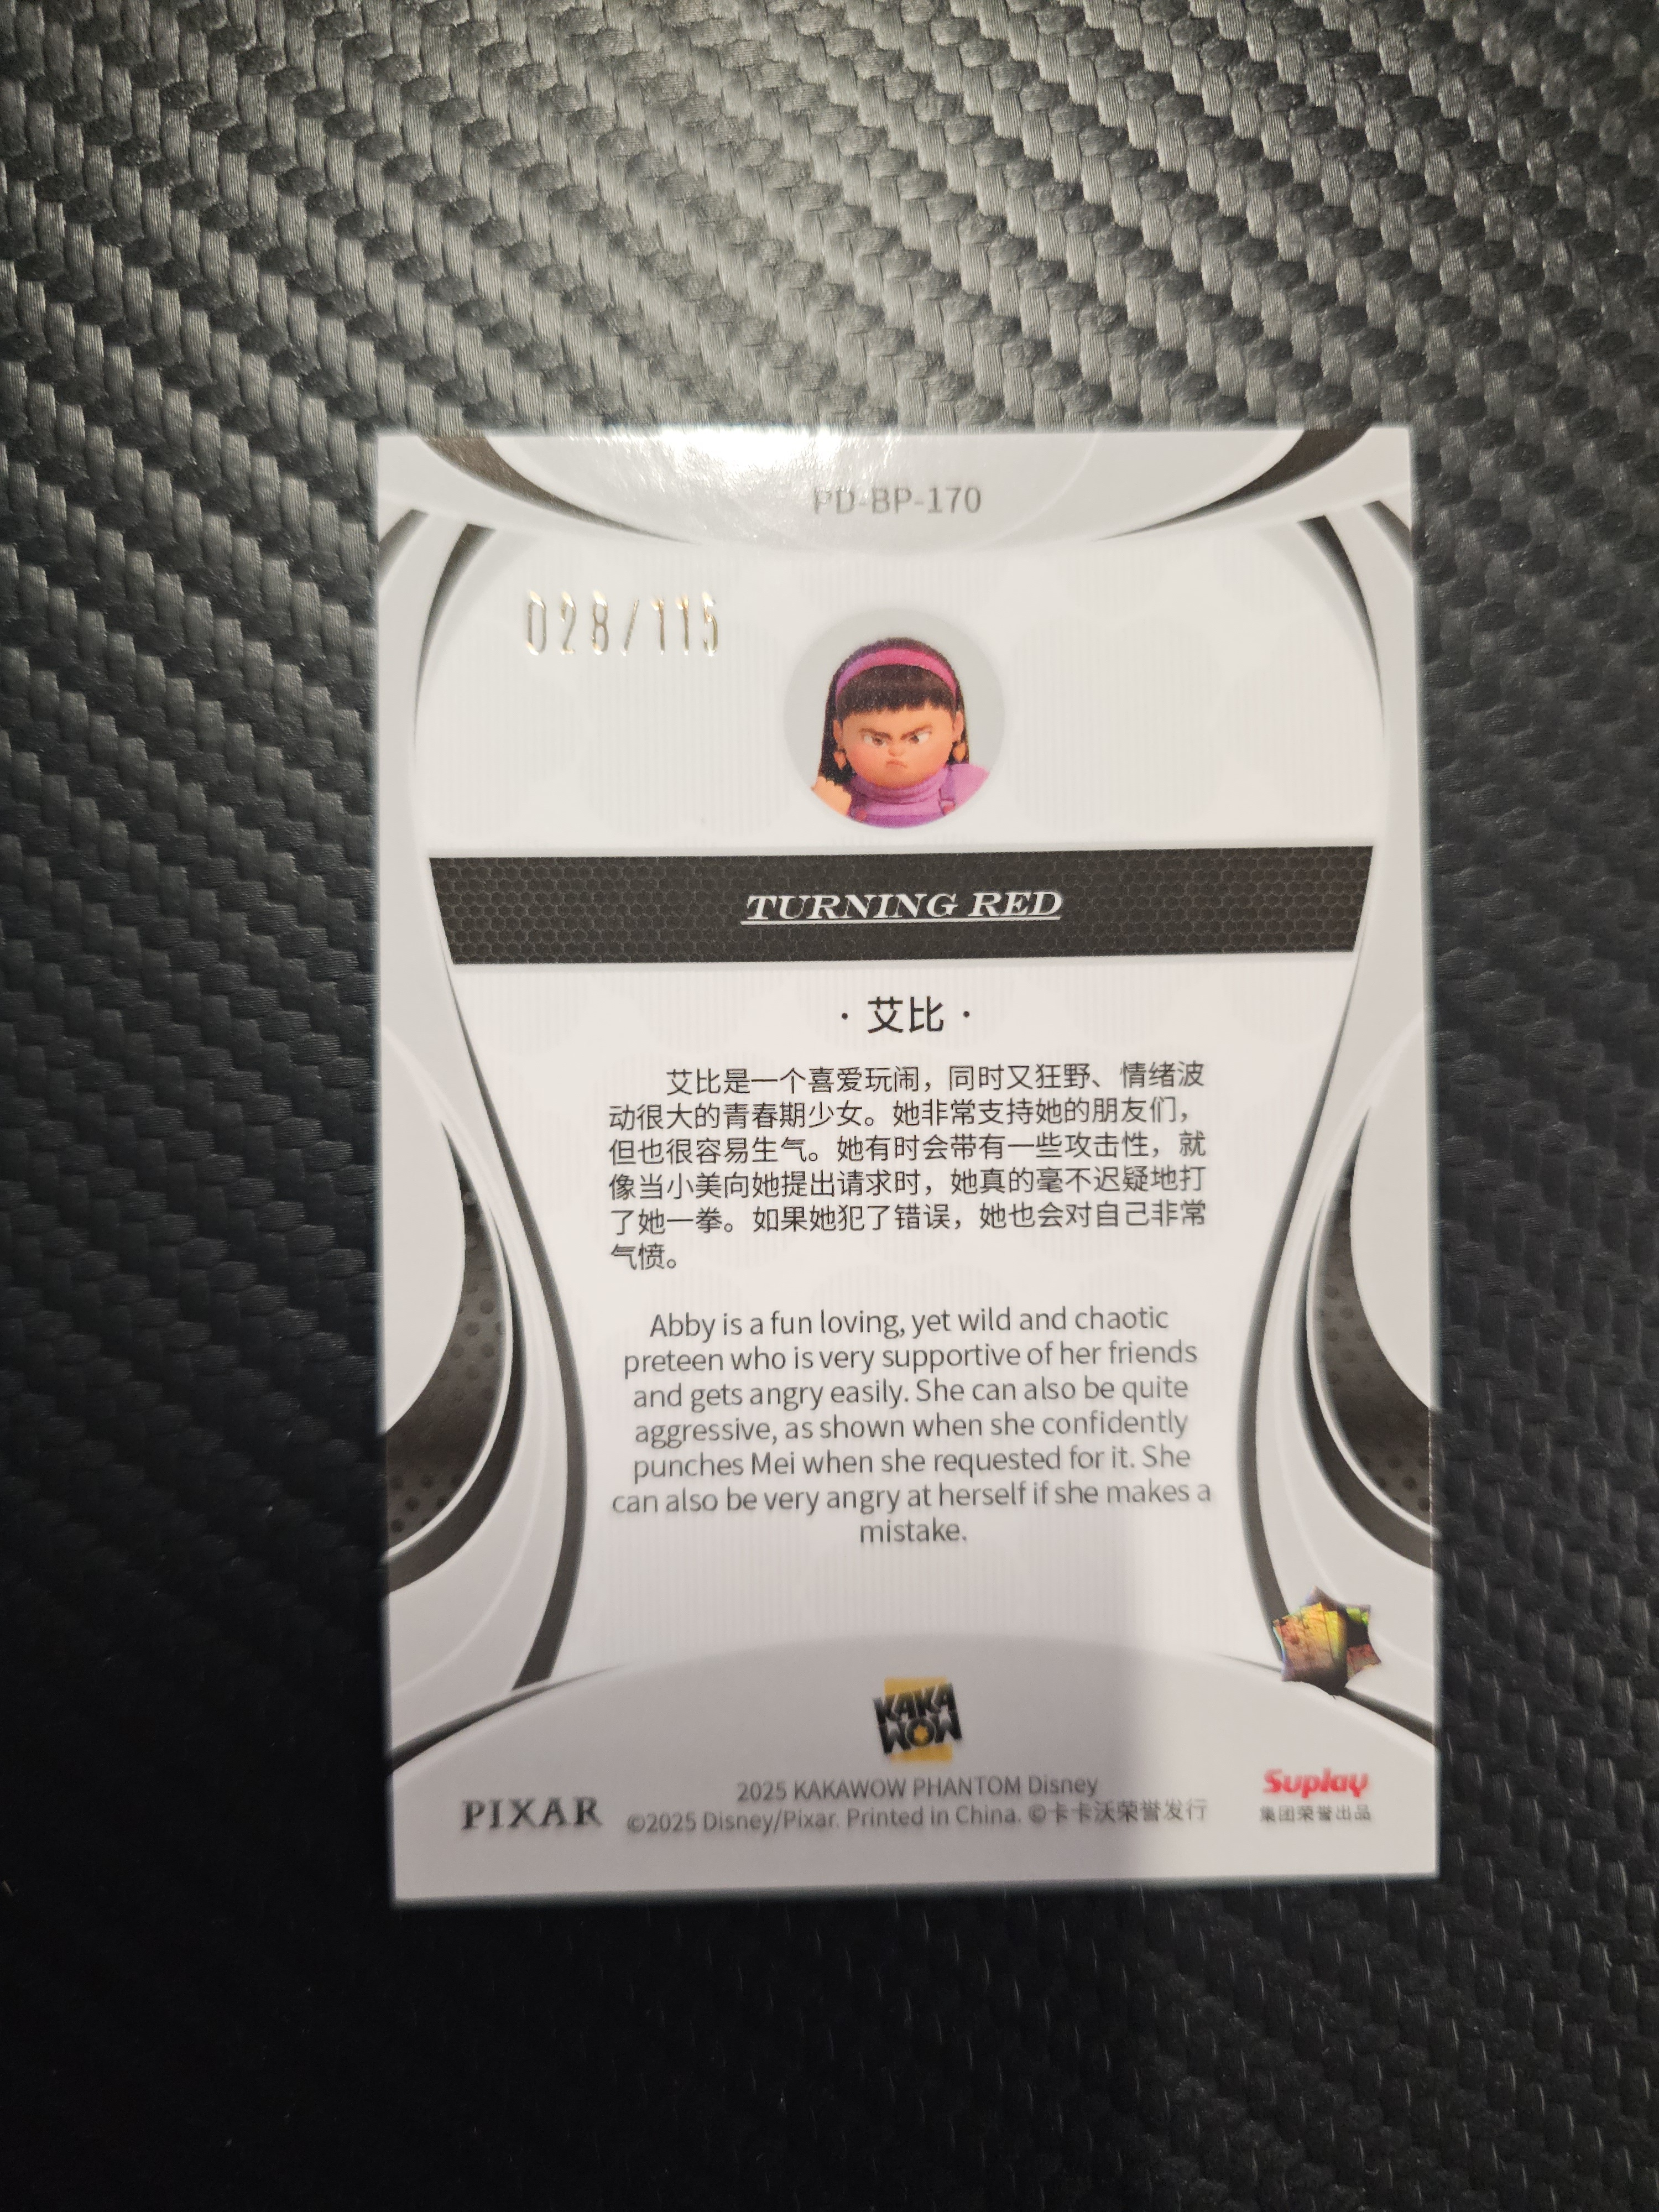 PD-BP-170
028/115
TURNING RED
· 艾比 ·
艾比是一个喜爱玩闹，同时又狂野、情绪波
动很大的青春期少女。她非常支持她的朋友们，
但也很容易生气。她有时会带有一些攻击性，就
像当小美向她提出请求时，她真的毫不迟疑地打
了她一拳。如果她犯了错误，她也会对自己非常
气愤。
Abby is a fun loving, yet wild and chaotic
preteen who is very supportive of her friends
and gets angry easily. She can also be quite
aggressive, as shown when she confidently
punches Mei when she requested for it. She
can also be very angry at herself if she makes a
mistake.
KAKA
WOW
PIXAR
2025 KAKAWOW PHANTOM Disney
©2025 Disney/Pixar. Printed in China. ©卡卡沃荣誉发行
Suplay
集团荣誉出品